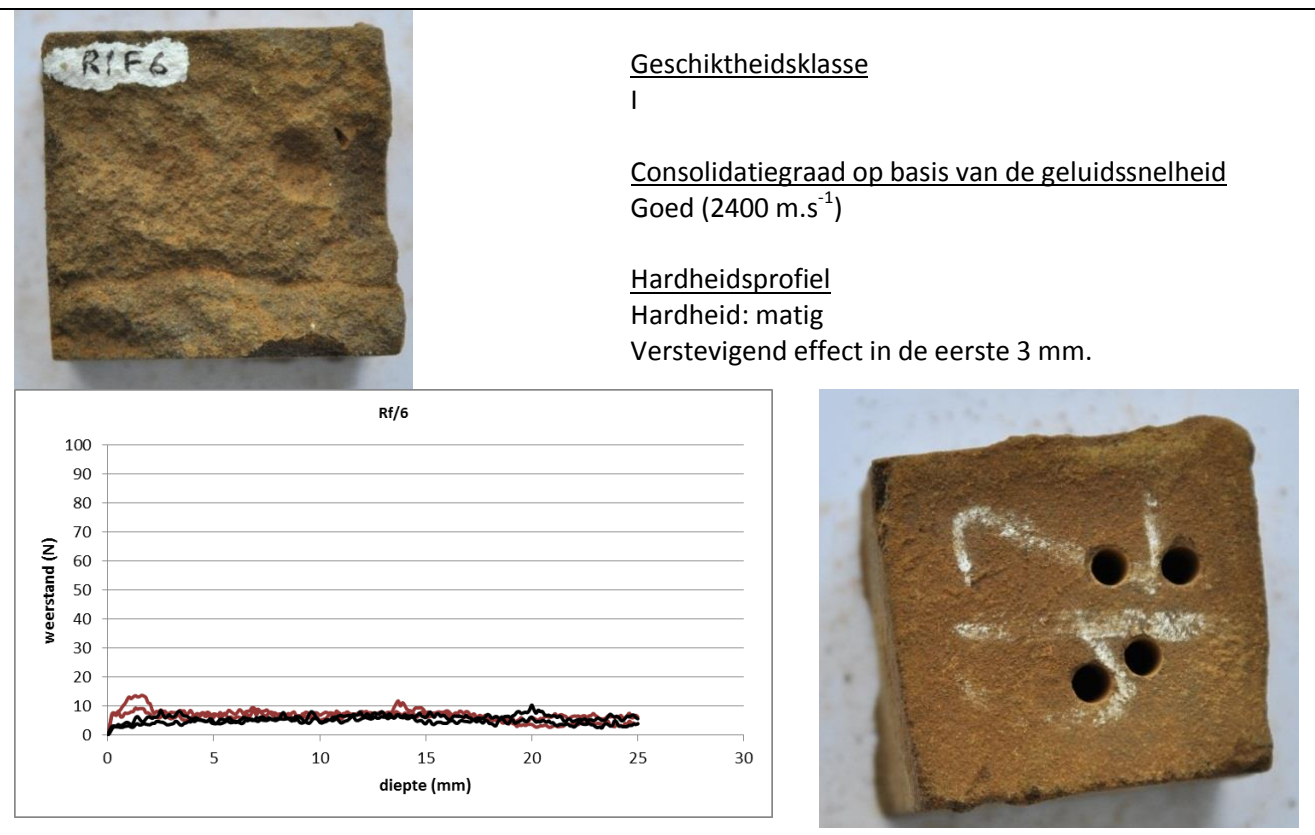 R1F6
Geschiktheidsklasse
I
Consolidatiegraad op basis van de geluidssnelheid
Goed (2400 m.s⁻¹)
Hardheidsprofiel
Hardheid: matig
Verstevigend effect in de eerste 3 mm.
Rf/6
100
90
80
70
60
50
40
30
20
10
0
weerstand (N)
0 5 10 15 20 25 30
diepte (mm)